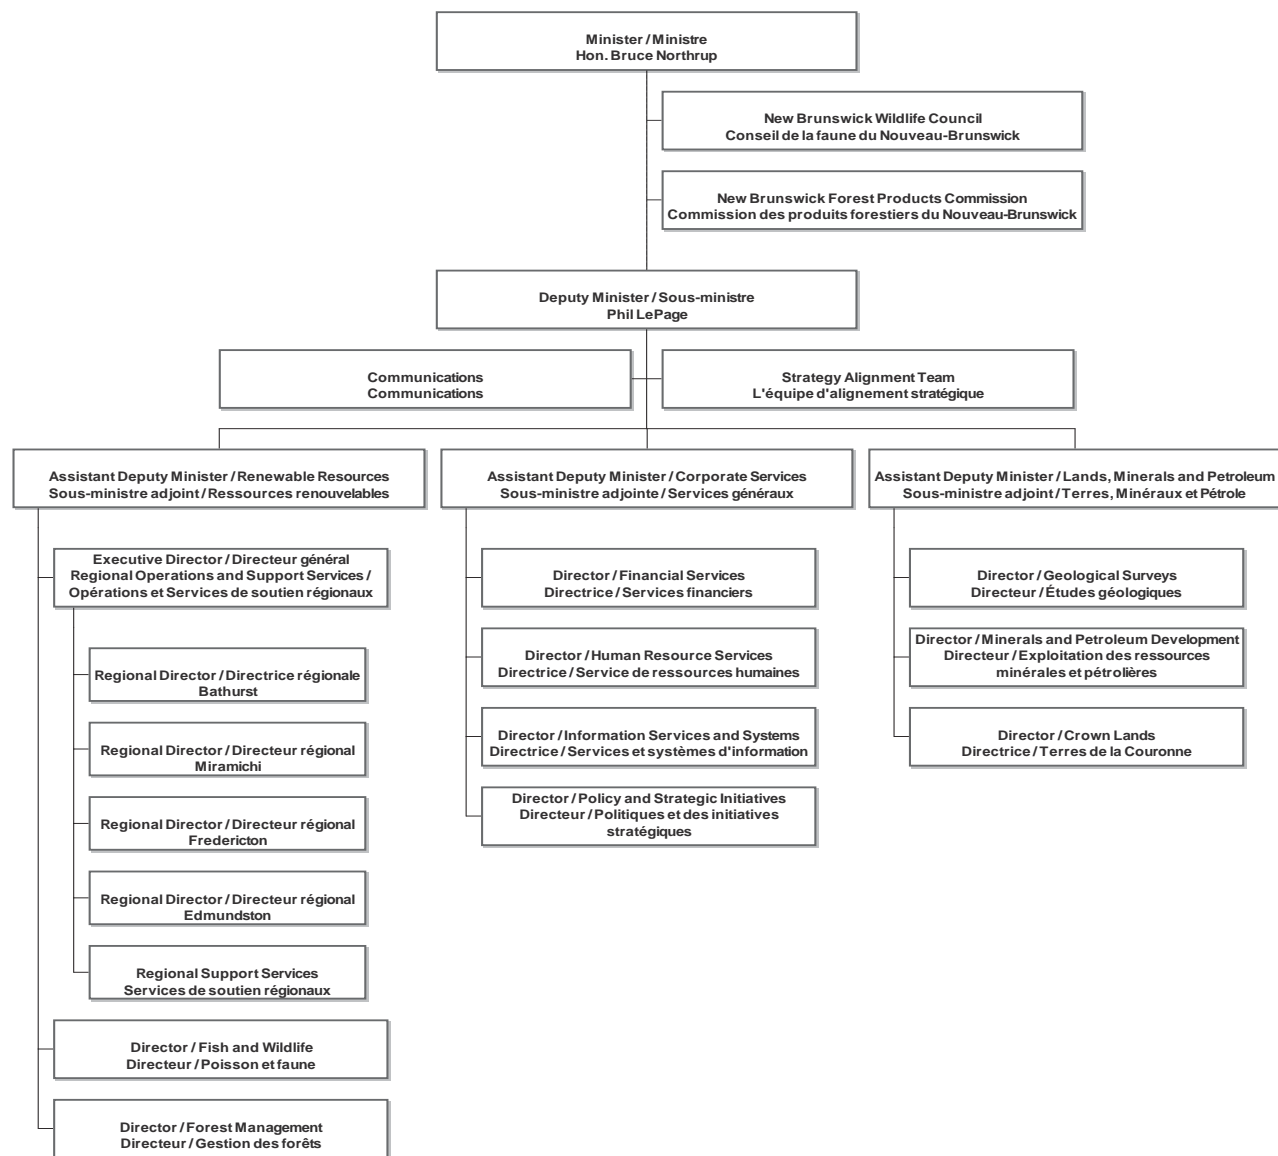 Minister / Ministre
Hon. Bruce Northrup
New Brunswick Wildlife Council
Conseil de la faune du Nouveau-Brunswick
New Brunswick Forest Products Commission
Commission des produits forestiers du Nouveau-Brunswick
Deputy Minister / Sous-ministre
Phil LePage
Communications
Communications
Strategy Alignment Team
L'équipe d'alignement stratégique
Assistant Deputy Minister / Renewable Resources
Sous-ministre adjoint / Ressources renouvelables
Executive Director / Directeur général
Regional Operations and Support Services /
Opérations et Services de soutien régionaux
Regional Director / Directrice régionale
Bathurst
Regional Director / Directeur régional
Miramichi
Regional Director / Directeur régional
Fredericton
Regional Director / Directeur régional
Edmundston
Regional Support Services
Services de soutien régionaux
Director / Fish and Wildlife
Directeur / Poisson et faune
Director / Forest Management
Directeur / Gestion des forêts
Assistant Deputy Minister / Corporate Services
Sous-ministre adjointe / Services généraux
Director / Financial Services
Directrice / Services financiers
Director / Human Resource Services
Directrice / Service de ressources humaines
Director / Information Services and Systems
Directrice / Services et systèmes d'information
Director / Policy and Strategic Initiatives
Directeur / Politiques et des initiatives
stratégiques
Assistant Deputy Minister / Lands, Minerals and Petroleum
Sous-ministre adjoint / Terres, Minéraux et Pétrole
Director / Geological Surveys
Directeur / Études géologiques
Director / Minerals and Petroleum Development
Directeur / Exploitation des ressources
minérales et pétrolières
Director / Crown Lands
Directrice / Terres de la Couronne